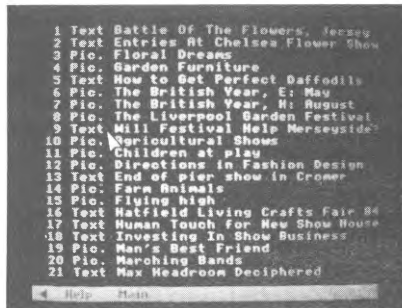 1 Text Battle Of The Flowers, Jersey
2 Text Entries At Chelsea Flower Show
3 Pic. Floral Dreams
4 Pic. Garden Furniture
5 Text How to Get Perfect Daffodils
6 Pic. The British Year, E: May
7 Pic. The British Year, H: August
8 Pic. The Liverpool Garden Festival
9 Text Will Festival Help Merseyside?
10 Pic. Agricultural Shows
11 Pic. Children at play
12 Pic. Directions in Fashion Design
13 Text End of pier show in Cromer
14 Pic. Farm Animals
15 Pic. Flying high
16 Text Hatfield Living Crafts Fair 84
17 Text Human Touch for New Show House
18 Text Investing In Show Business
19 Pic. Man's Best Friend
20 Pic. Marching Bands
21 Text Max Headroom Deciphered
Help Main